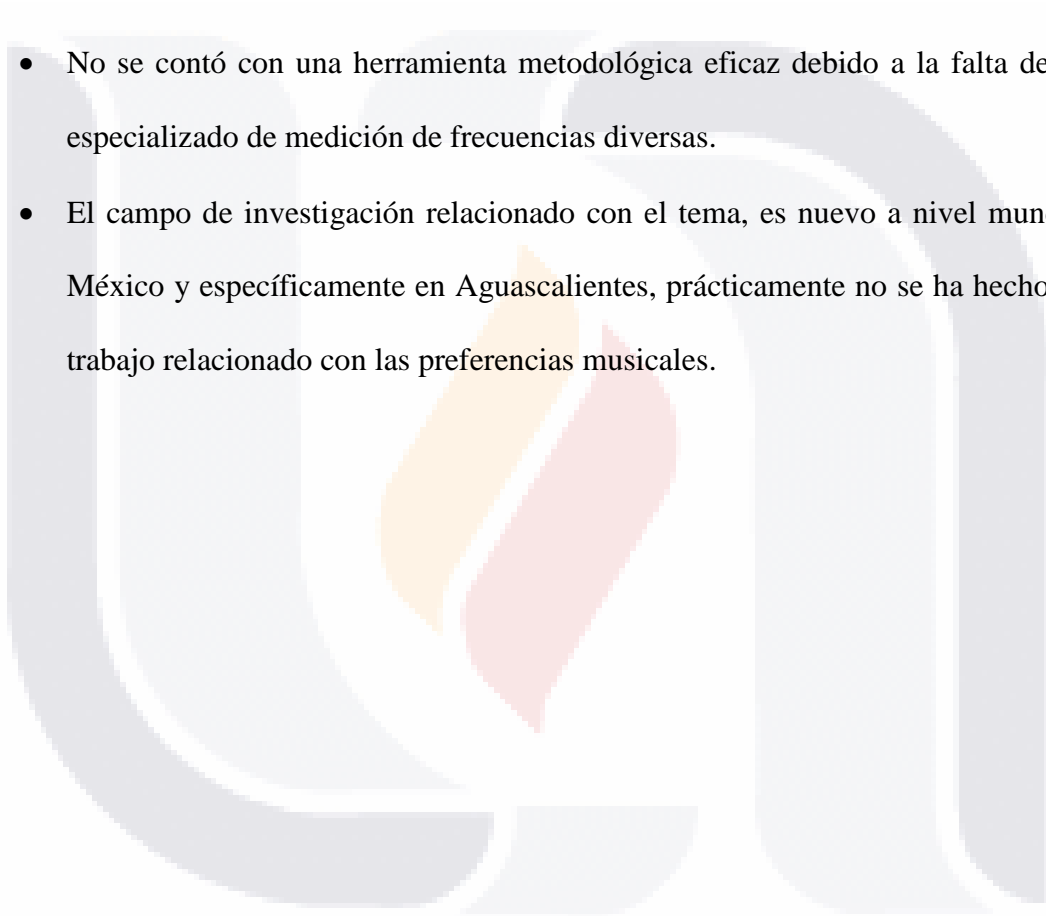 • No se contó con una herramienta metodológica eficaz debido a la falta de
especializado de medición de frecuencias diversas.
• El campo de investigación relacionado con el tema, es nuevo a nivel mun
México y específicamente en Aguascalientes, prácticamente no se ha hecho
trabajo relacionado con las preferencias musicales.